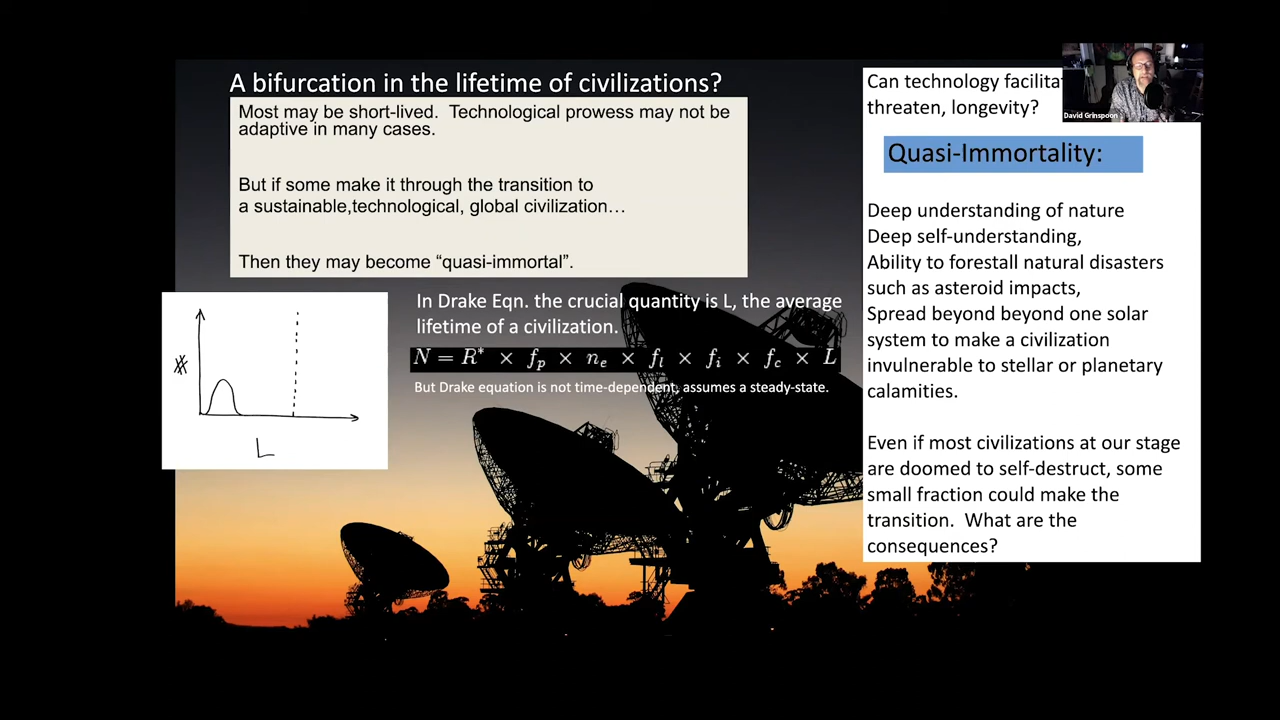 A bifurcation in the lifetime of civilizations?
Most may be short-lived. Technological prowess may not be
adaptive in many cases.
But if some make it through the transition to
a sustainable,technological, global civilization…
Then they may become “quasi-immortal”.
#
L
In Drake Eqn. the crucial quantity is L, the average
lifetime of a civilization.
N = R* × fp × ne × fl × fi × fc × L
But Drake equation is not time-dependent, assumes a steady-state.
Can technology facilitat
threaten, longevity?
David Grinspoon
Quasi-Immortality:
Deep understanding of nature
Deep self-understanding,
Ability to forestall natural disasters
such as asteroid impacts,
Spread beyond beyond one solar
system to make a civilization
invulnerable to stellar or planetary
calamities.
Even if most civilizations at our stage
are doomed to self-destruct, some
small fraction could make the
transition. What are the
consequences?